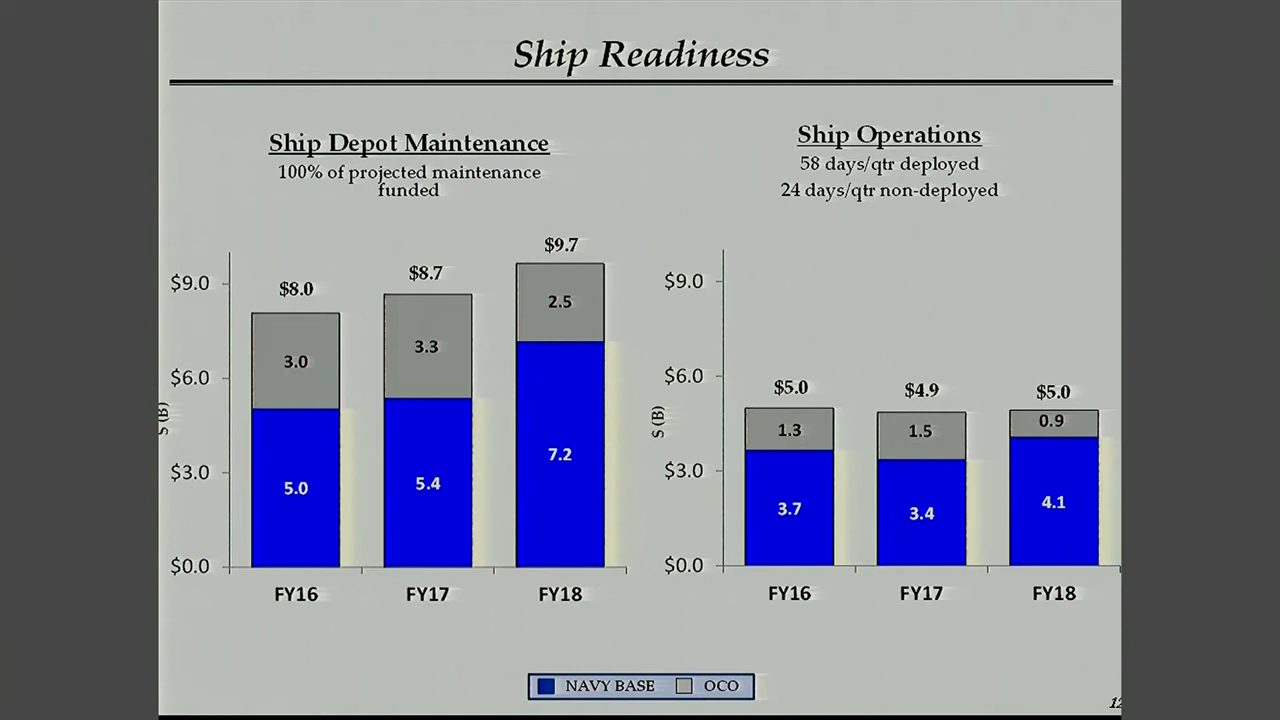 Ship Readiness
Ship Depot Maintenance
100% of projected maintenance
funded
$9.0
$6.0
$3.0
$0.0
$ (B)
$8.0
3.0
5.0
$8.7
3.3
5.4
$9.7
2.5
7.2
FY16
FY17
FY18
Ship Operations
58 days/qtr deployed
24 days/qtr non-deployed
$9.0
$6.0
$3.0
$0.0
$ (B)
$5.0
1.3
3.7
$4.9
1.5
3.4
$5.0
0.9
4.1
FY16
FY17
FY18
NAVY BASE
OCO